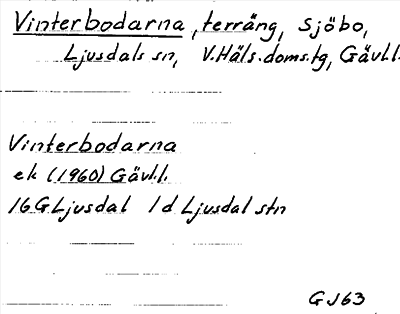 Vinterbodarna, terräng, Sjöbo,
Ljusdals sn, V.Häls.doms.tg, Gävl.l.
Vinterbodarna
ek (1960) Gävl.l.
16G Ljusdal 1d Ljusdal stn
GJ63